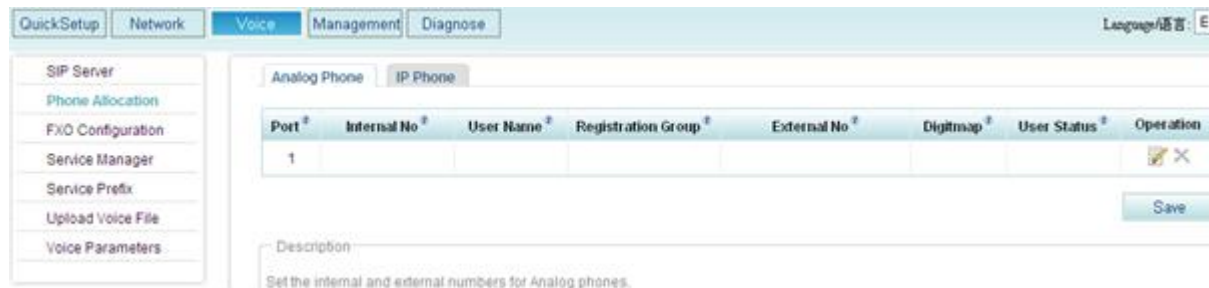 QuickSetup Network Voice Management Diagnose Language/语言: E
SIP Server
Phone Allocation
FXO Configuration
Service Manager
Service Prefix
Upload Voice File
Voice Parameters
Analog Phone IP Phone
Port Internal No User Name Registration Group External No Digitmap User Status Operation
1
Save
Description
Set the internal and external numbers for Analog phones.